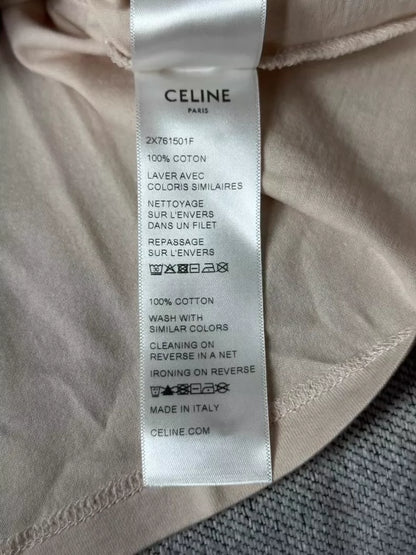 CELINE
PARIS
2X761501F
100% COTON
LAVER AVEC
COLORIS SIMILAIRES
NETTOYAGE
SUR L'ENVERS
DANS UN FILET
REPASSAGE
SUR L'ENVERS
100% COTTON
WASH WITH
SIMILAR COLORS
CLEANING ON
REVERSE IN A NET
IRONING ON REVERSE
MADE IN ITALY
CELINE.COM